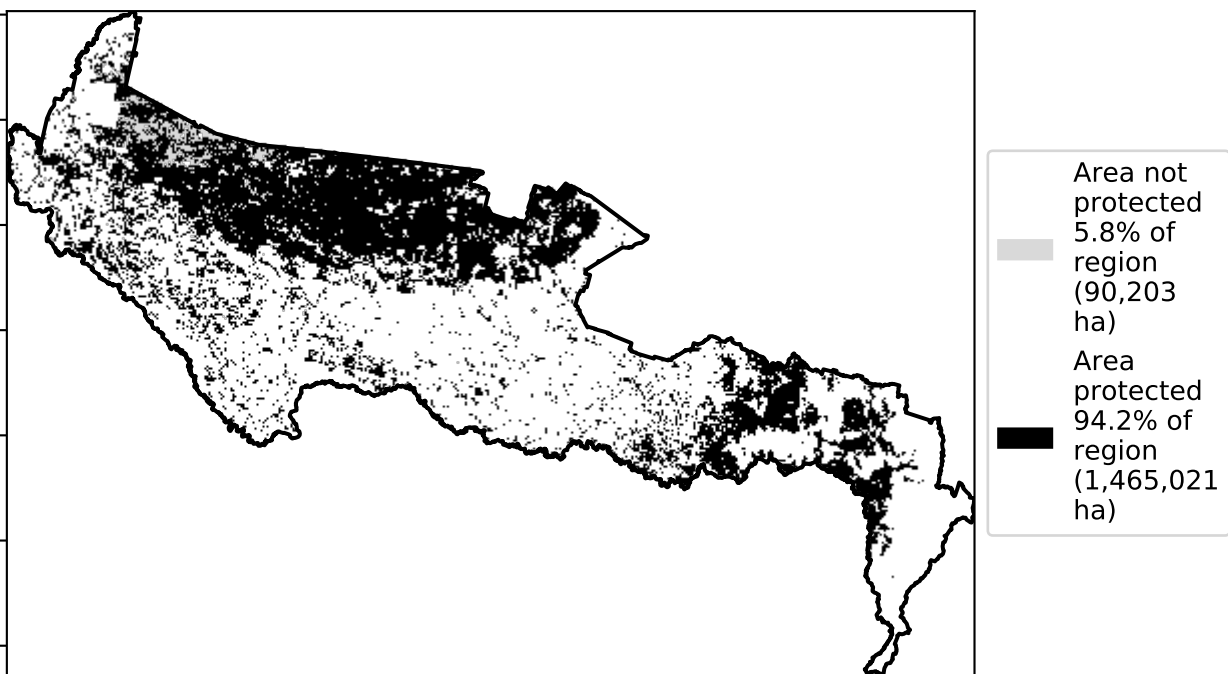 Area not
protected
5.8% of
region
(90,203
ha)
Area
protected
94.2% of
region
(1,465,021
ha)